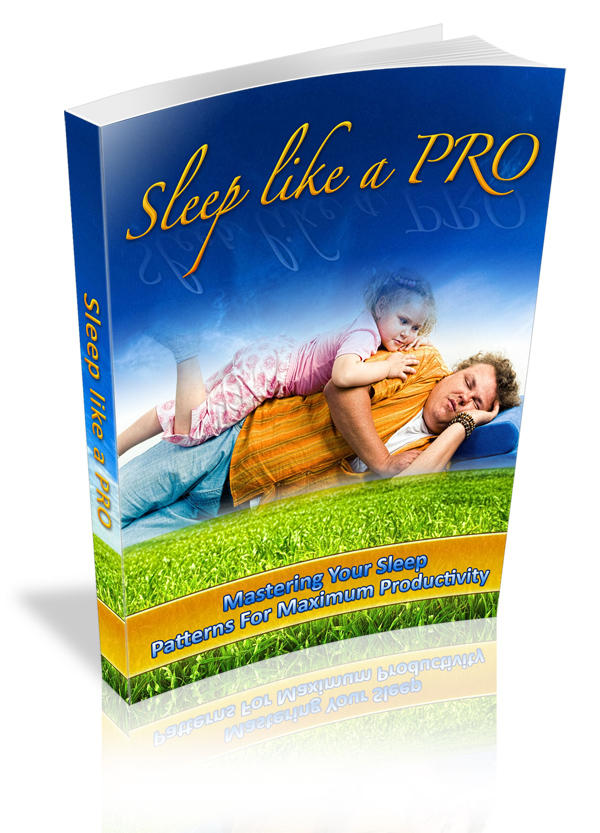 Sleep like a PRO
Sleep like a PRO
Mastering Your Sleep
Patterns For Maximum Productivity